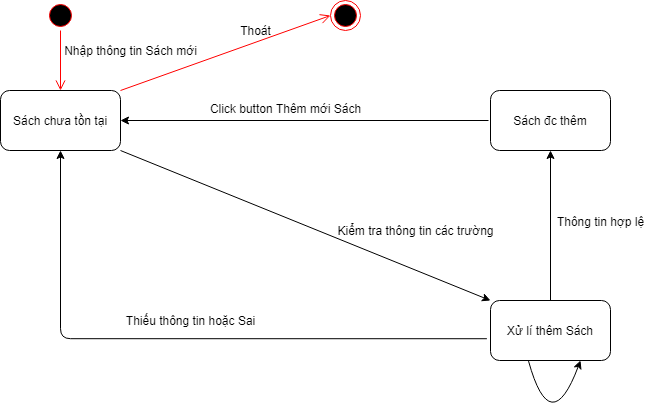 Thoát
Nhập thông tin Sách mới
Click button Thêm mới Sách
Sách chưa tồn tại
Sách đc thêm
Thông tin hợp lệ
Kiểm tra thông tin các trường
Thiếu thông tin hoặc Sai
Xử lí thêm Sách